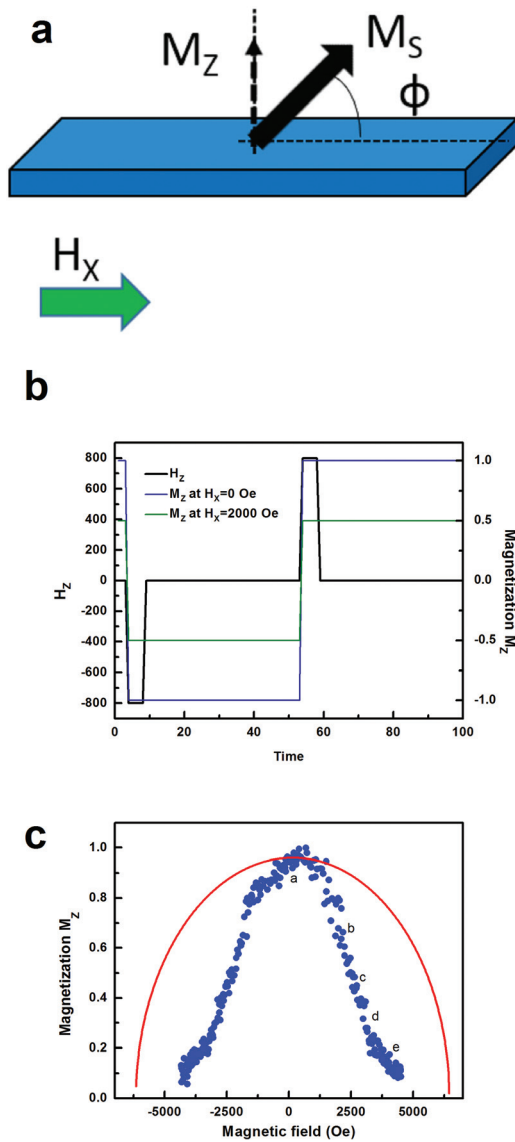 a
M_Z
M_S
ϕ
H_X
b
H_Z
M_Z at H_X=0 Oe
M_Z at H_X=2000 Oe
800
600
400
200
0
-200
-400
-600
-800
H_Z
1.0
0.5
0.0
-0.5
-1.0
Magnetization M_Z
0 20 40 60 80 100
Time
c
1.0
0.8
0.6
0.4
0.2
0.0
Magnetization M_Z
a
b
c
d
e
-5000 -2500 0 2500 5000
Magnetic field (Oe)